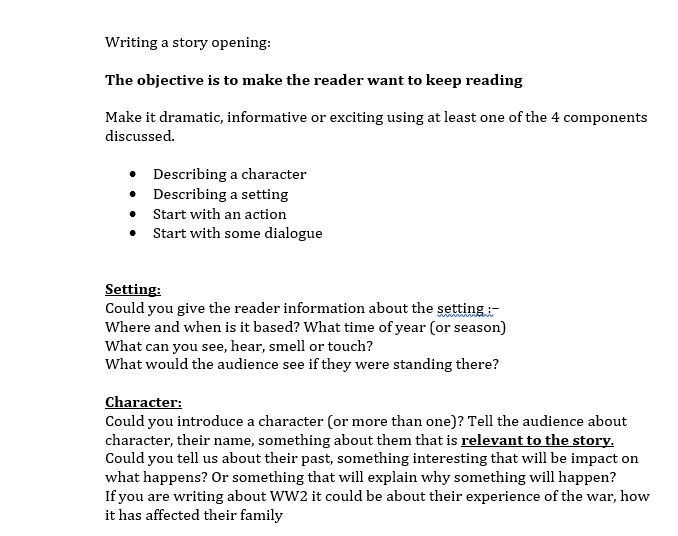 Writing a story opening:
The objective is to make the reader want to keep reading
Make it dramatic, informative or exciting using at least one of the 4 components
discussed.
• Describing a character
• Describing a setting
• Start with an action
• Start with some dialogue
Setting:
Could you give the reader information about the setting :–
Where and when is it based? What time of year (or season)
What can you see, hear, smell or touch?
What would the audience see if they were standing there?
Character:
Could you introduce a character (or more than one)? Tell the audience about
character, their name, something about them that is relevant to the story.
Could you tell us about their past, something interesting that will be impact on
what happens? Or something that will explain why something will happen?
If you are writing about WW2 it could be about their experience of the war, how
it has affected their family